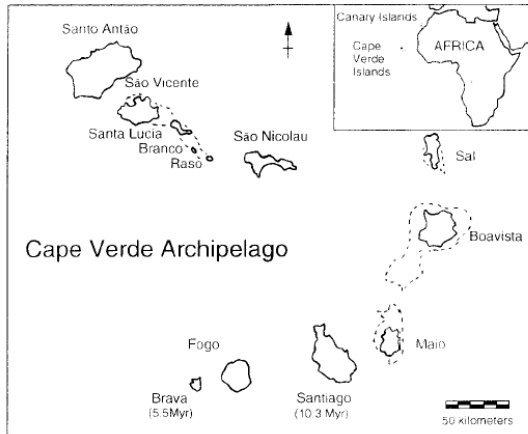 Canary Islands
Cape
Verde
Islands
AFRICA
Santo Antão
São Vicente
Santa Lucia
Branco
Raso
São Nicolau
Sal
Boavista
Cape Verde Archipelago
Maio
Fogo
Brava
(5.5Myr)
Santiago
(10.3 Myr)
50 kilometers